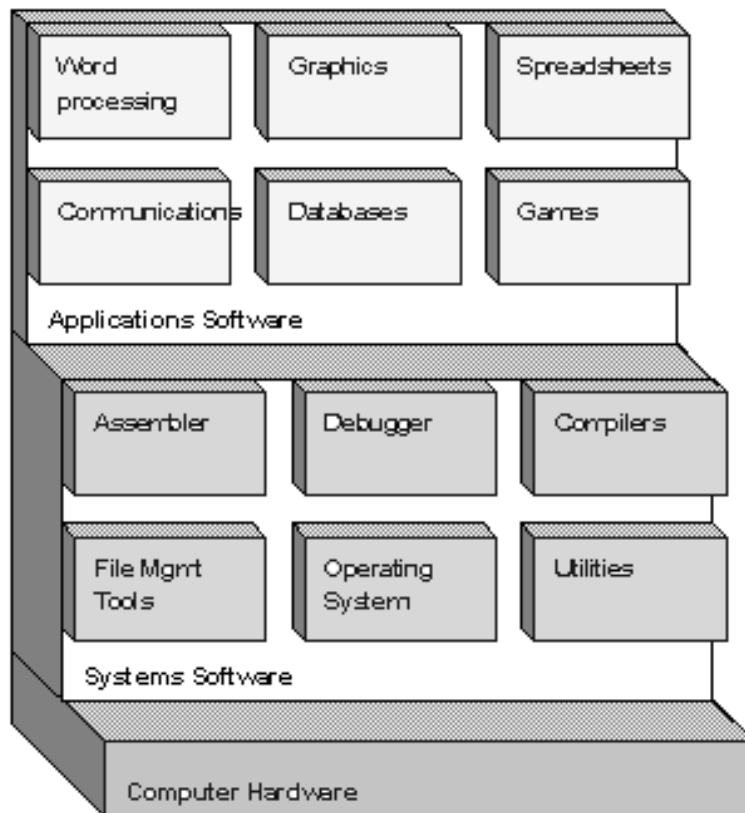 Word
processing
Graphics
Spreadsheets
Communications
Databases
Games
Applications Software
Assembler
Debugger
Compilers
File Mgmt
Tools
Operating
System
Utilities
Systems Software
Computer Hardware